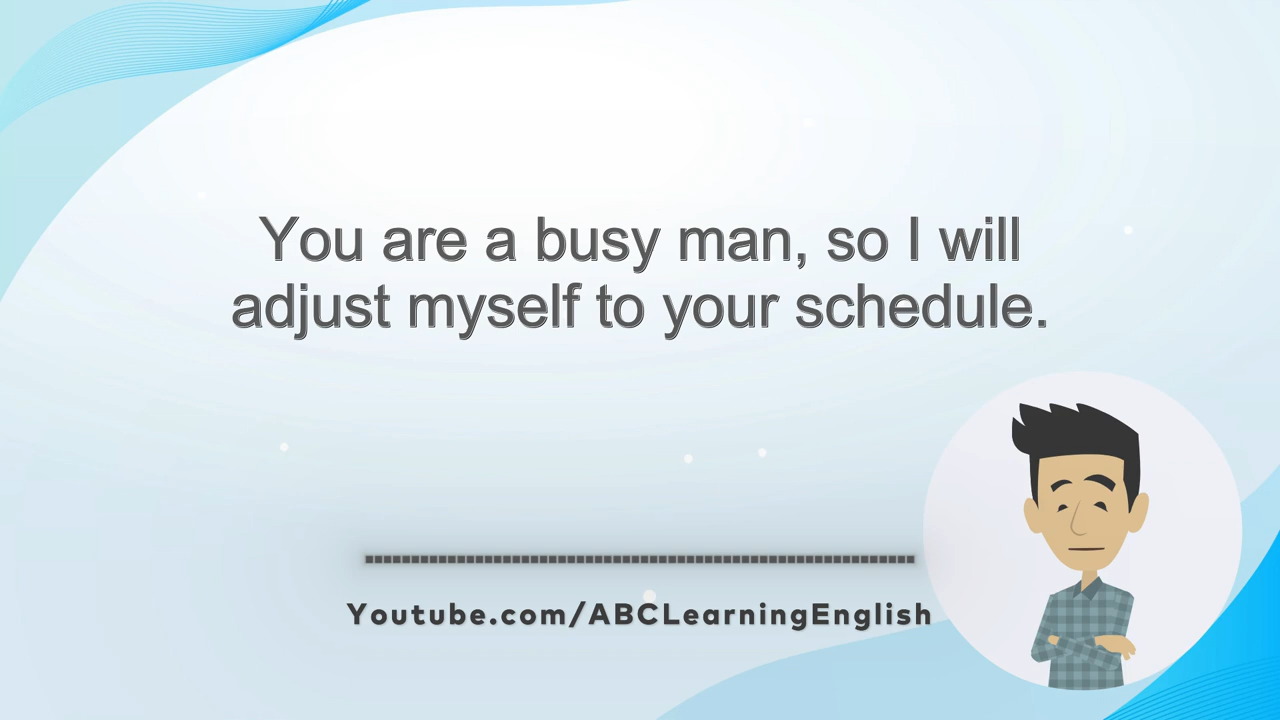 You are a busy man, so I will
adjust myself to your schedule.
Youtube.com/ABCLearningEnglish